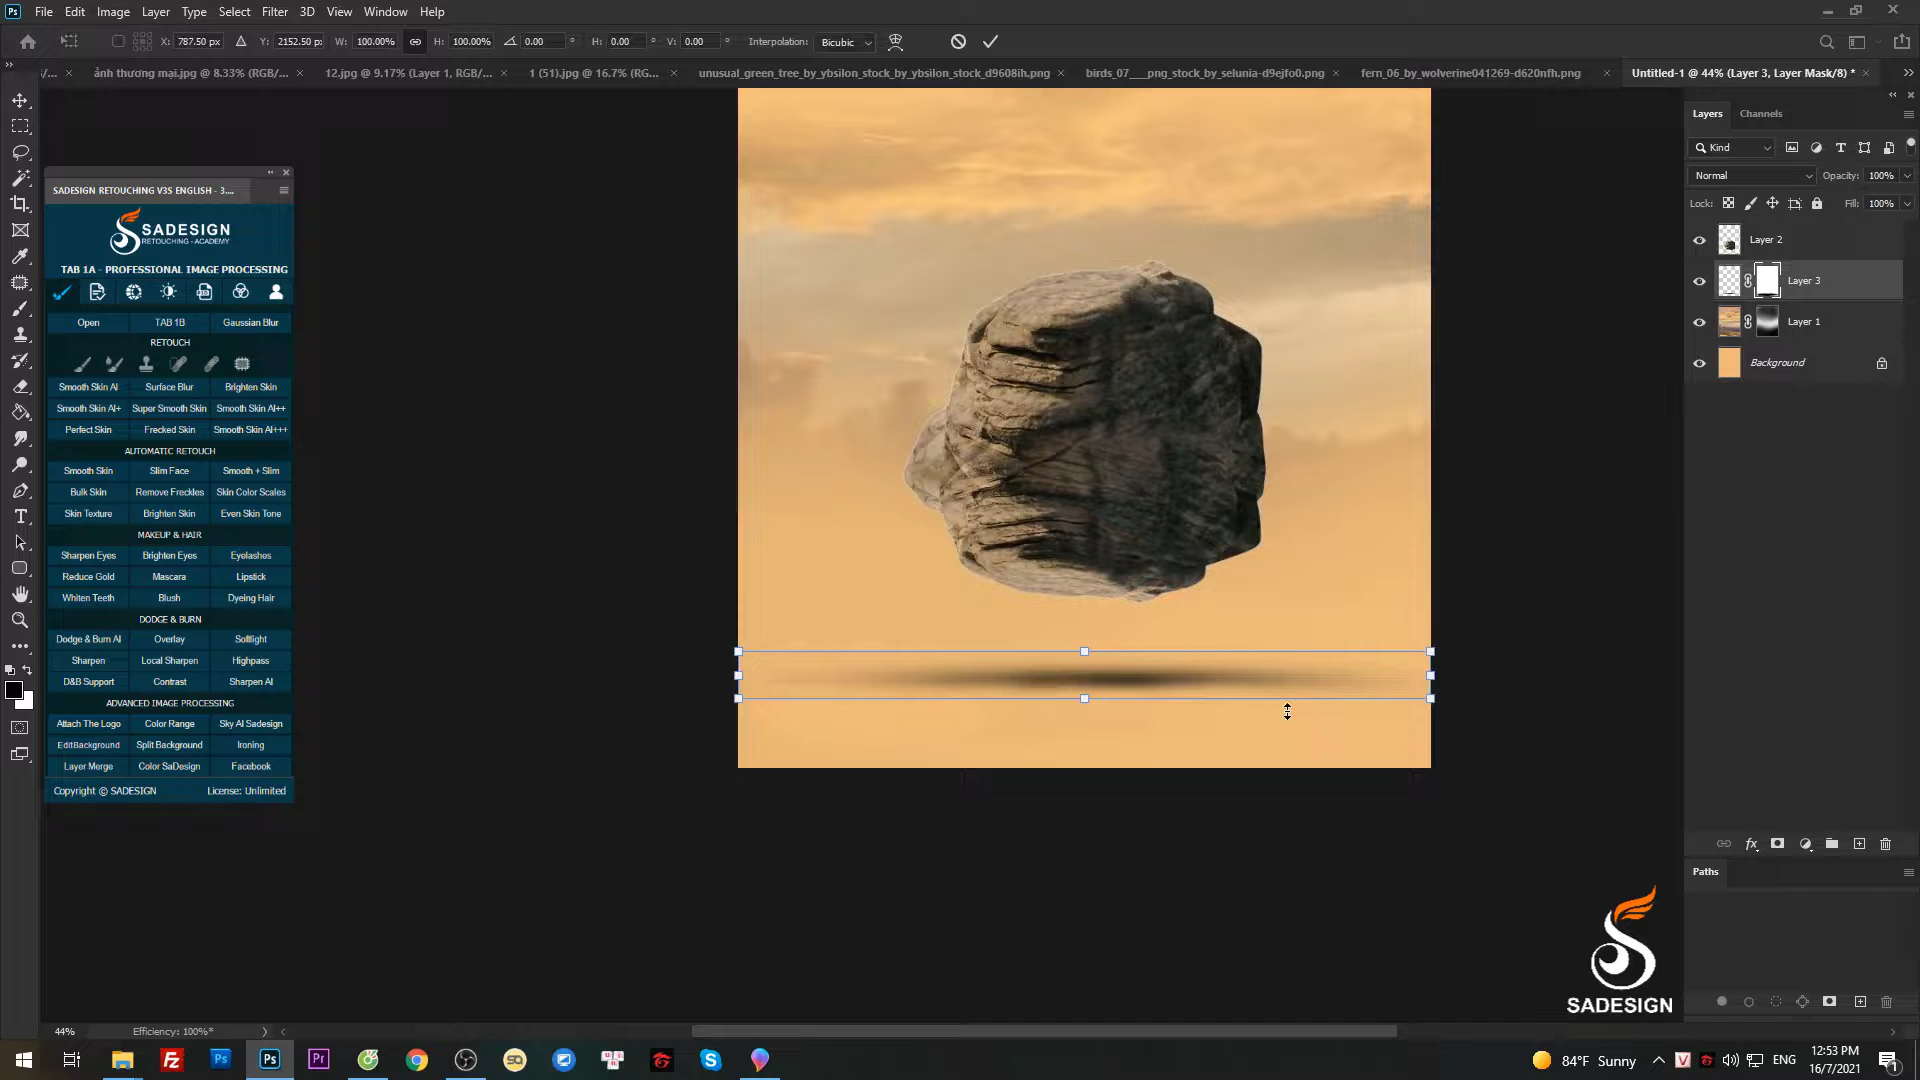 Ps File Edit Image Layer Type Select Filter 3D View Window Help
X: 787.50 px Y: 2152.50 px W: 100.00% H: 100.00% 0.00 ° H: 0.00 ° V: 0.00 ° Interpolation: Bicubic
ảnh thương mại.jpg @ 8.33% (RGB/... × 12.jpg @ 9.17% (Layer 1, RGB/... × 1 (51).jpg @ 16.7% (RG... × unusual_green_tree_by_ybsilon_stock_by_ybsilon_stock_d9608ih.png × birds_07___png_stock_by_selunia-d9ejfo0.png × fern_06_by_wolverine041269-d620nfh.png × Untitled-1 @ 44% (Layer 3, Layer Mask/8) * ×
SADESIGN RETOUCHING V3S ENGLISH - 3....
SADESIGN
RETOUCHING - ACADEMY
TAB 1A - PROFESSIONAL IMAGE PROCESSING
Open TAB 1B Gaussian Blur
RETOUCH
Smooth Skin AI Surface Blur Brighten Skin
Smooth Skin AI+ Super Smooth Skin Smooth Skin AI++
Perfect Skin Frecked Skin Smooth Skin AI+++
AUTOMATIC RETOUCH
Smooth Skin Slim Face Smooth + Slim
Bulk Skin Remove Freckles Skin Color Scales
Skin Texture Brighten Skin Even Skin Tone
MAKEUP & HAIR
Sharpen Eyes Brighten Eyes Eyelashes
Reduce Gold Mascara Lipstick
Whiten Teeth Blush Dyeing Hair
DODGE & BURN
Dodge & Burn AI Overlay Softlight
Sharpen Local Sharpen Highpass
D&B Support Contrast Sharpen AI
ADVANCED IMAGE PROCESSING
Attach The Logo Color Range Sky AI Sadesign
EditBackground Split Background Ironing
Layer Merge Color SaDesign Facebook
Copyright © SADESIGN License: Unlimited
Layers Channels
Kind
Normal Opacity: 100%
Lock: Fill: 100%
Layer 2
Layer 3
Layer 1
Background
Paths
SADESIGN
44% Efficiency: 100%*
84°F Sunny ENG 12:53 PM
16/7/2021